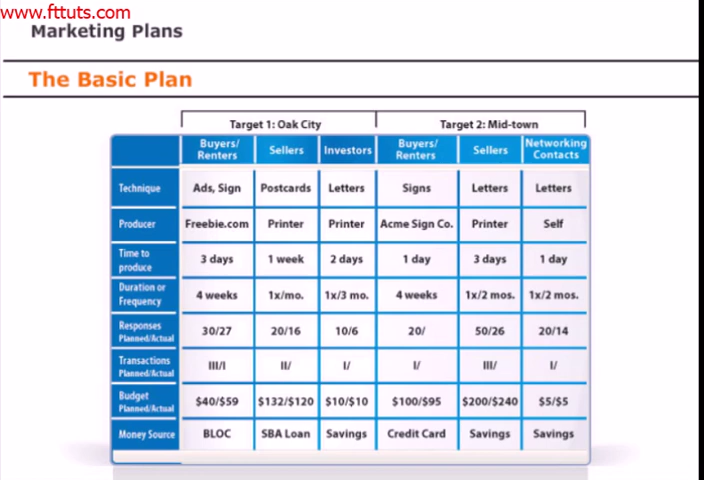 www.fttuts.com
Marketing Plans
The Basic Plan
Target 1: Oak City Target 2: Mid-town
Buyers/ Renters Sellers Investors Buyers/ Renters Sellers Networking Contacts
Technique Ads, Sign Postcards Letters Signs Letters Letters
Producer Freebie.com Printer Printer Acme Sign Co. Printer Self
Time to produce 3 days 1 week 2 days 1 day 3 days 1 day
Duration or Frequency 4 weeks 1x/mo. 1x/3 mo. 4 weeks 1x/2 mos. 1x/2 mos.
Responses Planned/Actual 30/27 20/16 10/6 20/ 50/26 20/14
Transactions Planned/Actual III/I II/ I/ I/ III/ I/
Budget Planned/Actual $40/$59 $132/$120 $10/$10 $100/$95 $200/$240 $5/$5
Money Source BLOC SBA Loan Savings Credit Card Savings Savings